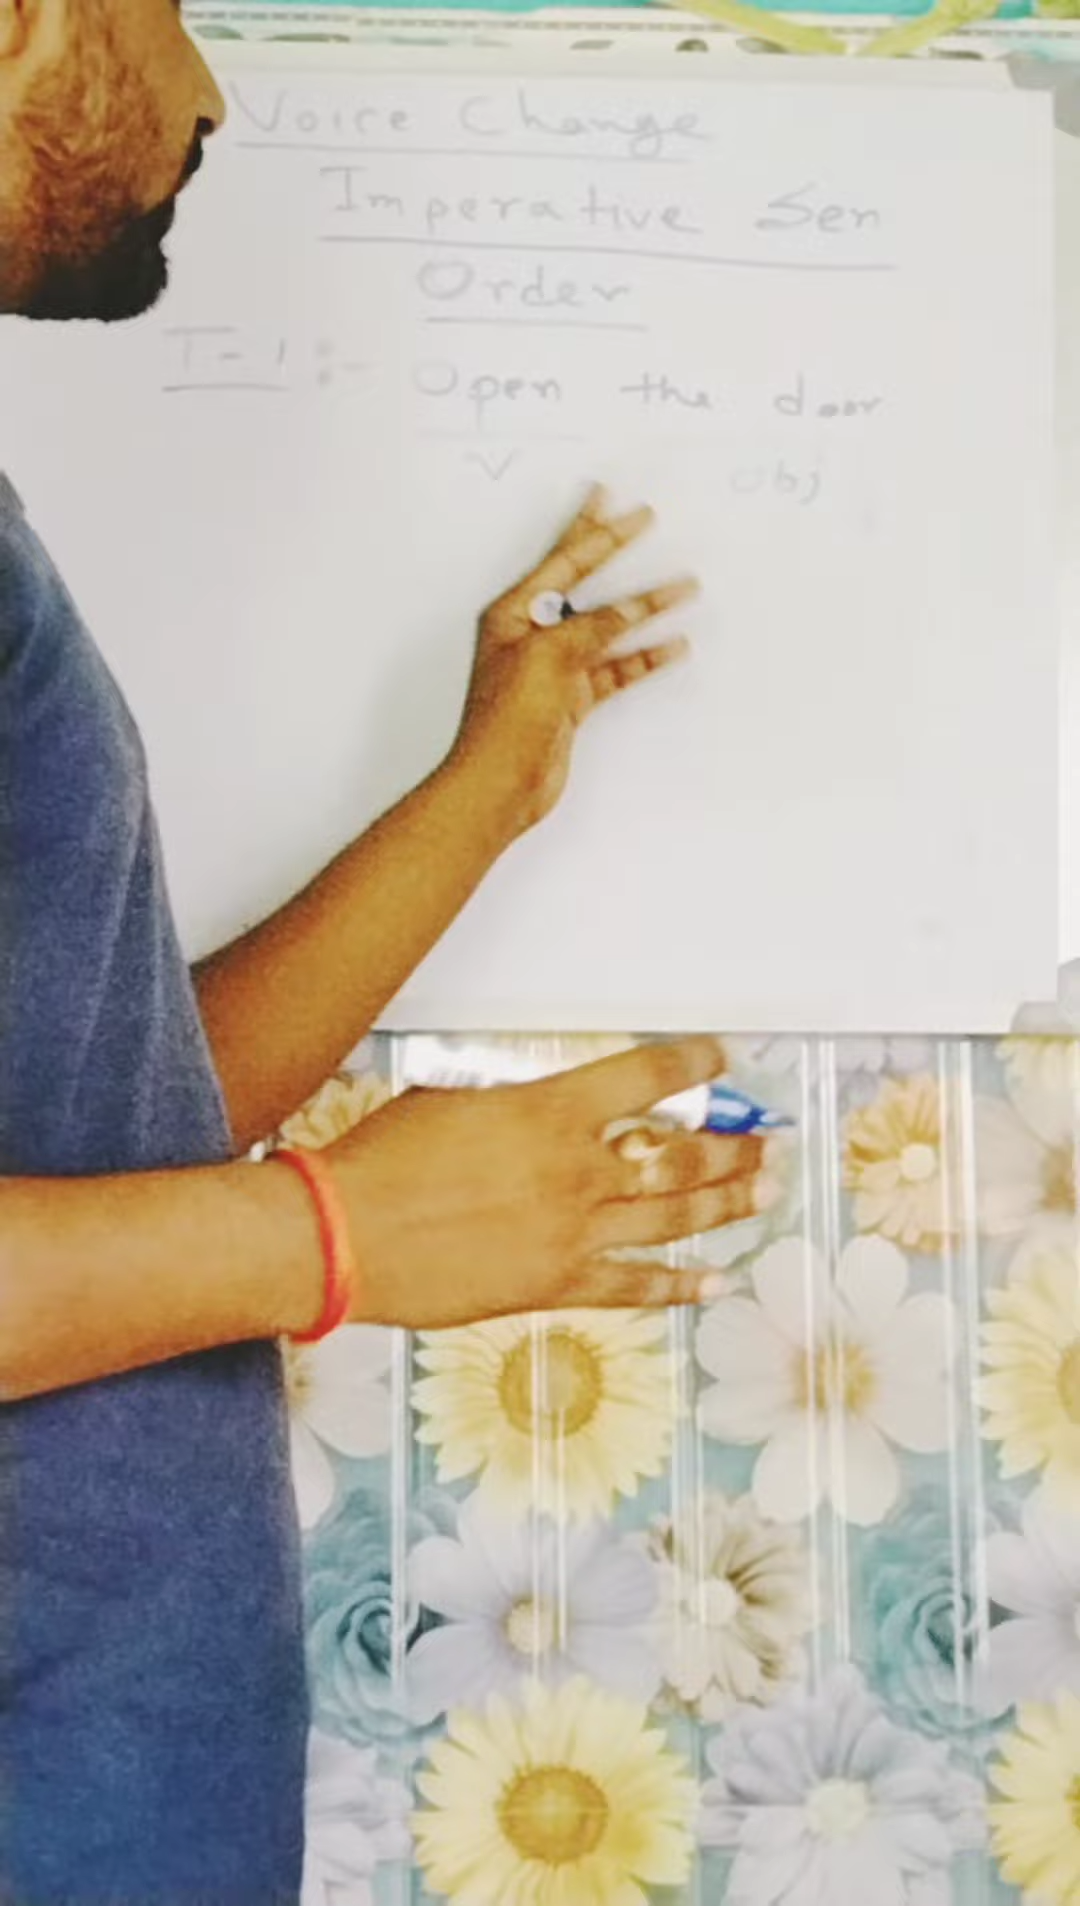 Voice Change
Imperative Sen
Order
T-1 :- Open the door
V obj